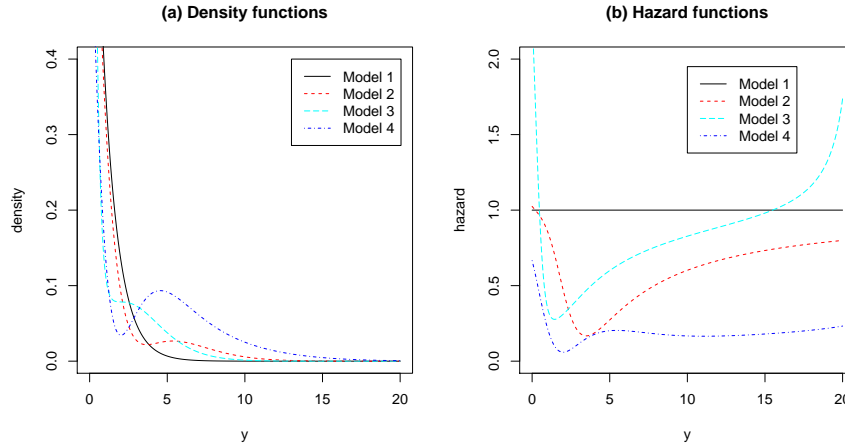 (a) Density functions
density
0.4
0.3
0.2
0.1
0.0
Model 1
Model 2
Model 3
Model 4
0 5 10 15 20
y
(b) Hazard functions
hazard
2.0
1.5
1.0
0.5
0.0
Model 1
Model 2
Model 3
Model 4
0 5 10 15 20
y